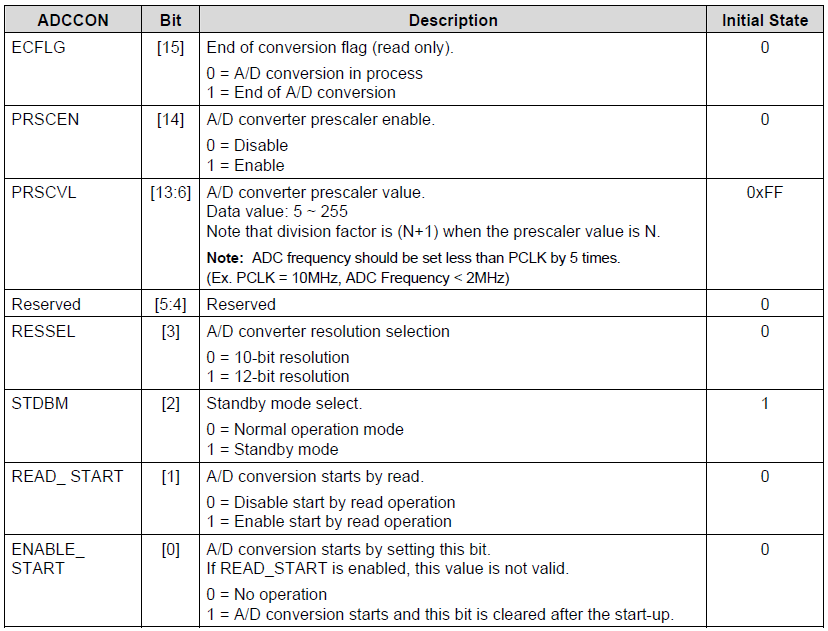 ADCCON Bit Description Initial State
ECFLG [15] End of conversion flag (read only). 0
0 = A/D conversion in process
1 = End of A/D conversion
PRSCEN [14] A/D converter prescaler enable. 0
0 = Disable
1 = Enable
PRSCVL [13:6] A/D converter prescaler value. 0xFF
Data value: 5 ~ 255
Note that division factor is (N+1) when the prescaler value is N.
Note: ADC frequency should be set less than PCLK by 5 times.
(Ex. PCLK = 10MHz, ADC Frequency < 2MHz)
Reserved [5:4] Reserved 0
RESSEL [3] A/D converter resolution selection 0
0 = 10-bit resolution
1 = 12-bit resolution
STDBM [2] Standby mode select. 1
0 = Normal operation mode
1 = Standby mode
READ_ START [1] A/D conversion starts by read. 0
0 = Disable start by read operation
1 = Enable start by read operation
ENABLE_ [0] A/D conversion starts by setting this bit. 0
START If READ_START is enabled, this value is not valid.
0 = No operation
1 = A/D conversion starts and this bit is cleared after the start-up.